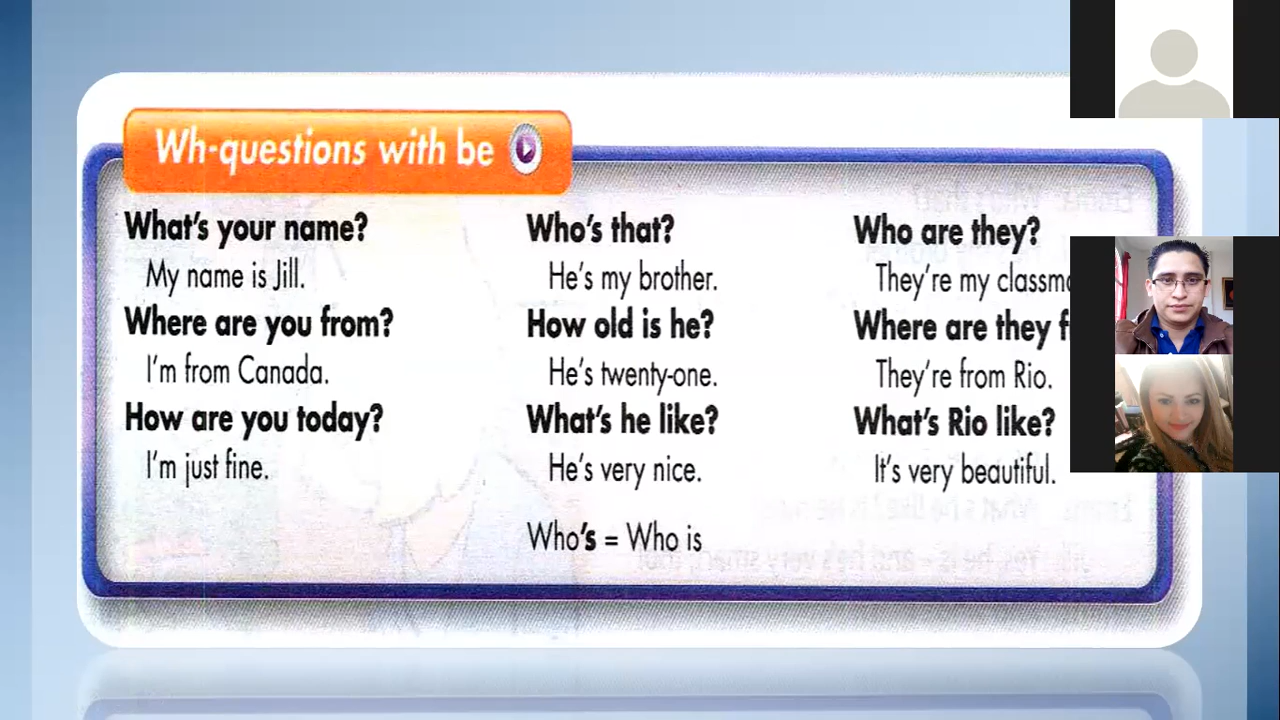 Wh-questions with be
What's your name?
My name is Jill.
Where are you from?
I'm from Canada.
How are you today?
I'm just fine.
Who's that?
He's my brother.
How old is he?
He's twenty-one.
What's he like?
He's very nice.
Who's = Who is
Who are they?
They're my classm
Where are they f
They're from Rio.
What's Rio like?
It's very beautiful.